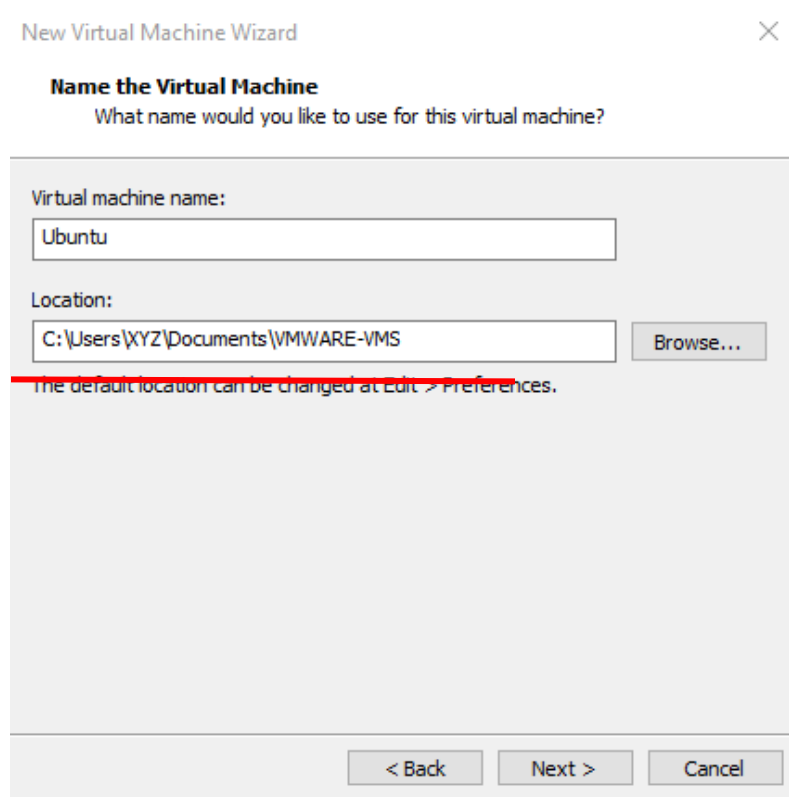 New Virtual Machine Wizard
Name the Virtual Machine
What name would you like to use for this virtual machine?
Virtual machine name:
Ubuntu
Location:
C:\Users\XYZ\Documents\VMWARE-VMS
Browse...
The default location can be changed at Edit > Preferences.
< Back Next > Cancel